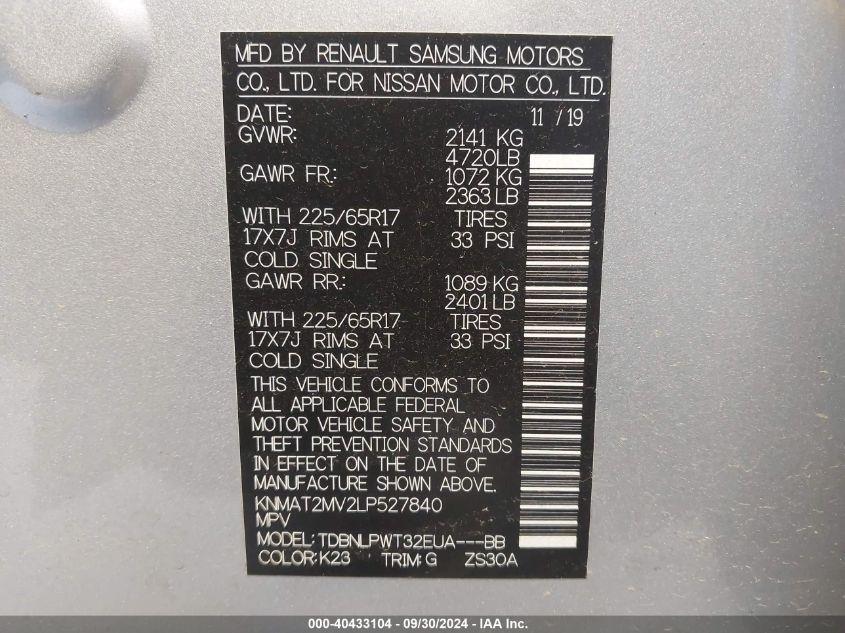 MFD BY RENAULT SAMSUNG MOTORS
CO., LTD. FOR NISSAN MOTOR CO., LTD.
DATE: 11 / 19
GVWR: 2141 KG
4720LB
GAWR FR.: 1072 KG
2363 LB
WITH 225/65R17 TIRES
17X7J RIMS AT 33 PSI
COLD SINGLE
GAWR RR.: 1089 KG
2401 LB
WITH 225/65R17 TIRES
17X7J RIMS AT 33 PSI
COLD SINGLE
THIS VEHICLE CONFORMS TO
ALL APPLICABLE FEDERAL
MOTOR VEHICLE SAFETY AND
THEFT PREVENTION STANDARDS
IN EFFECT ON THE DATE OF
MANUFACTURE SHOWN ABOVE.
KNMAT2MV2LP527840
MPV
MODEL: TDBNLPWT32EUA---BB
COLOR: K23 TRIM: G ZS30A
000-40433104 - 09/30/2024 - IAA Inc.